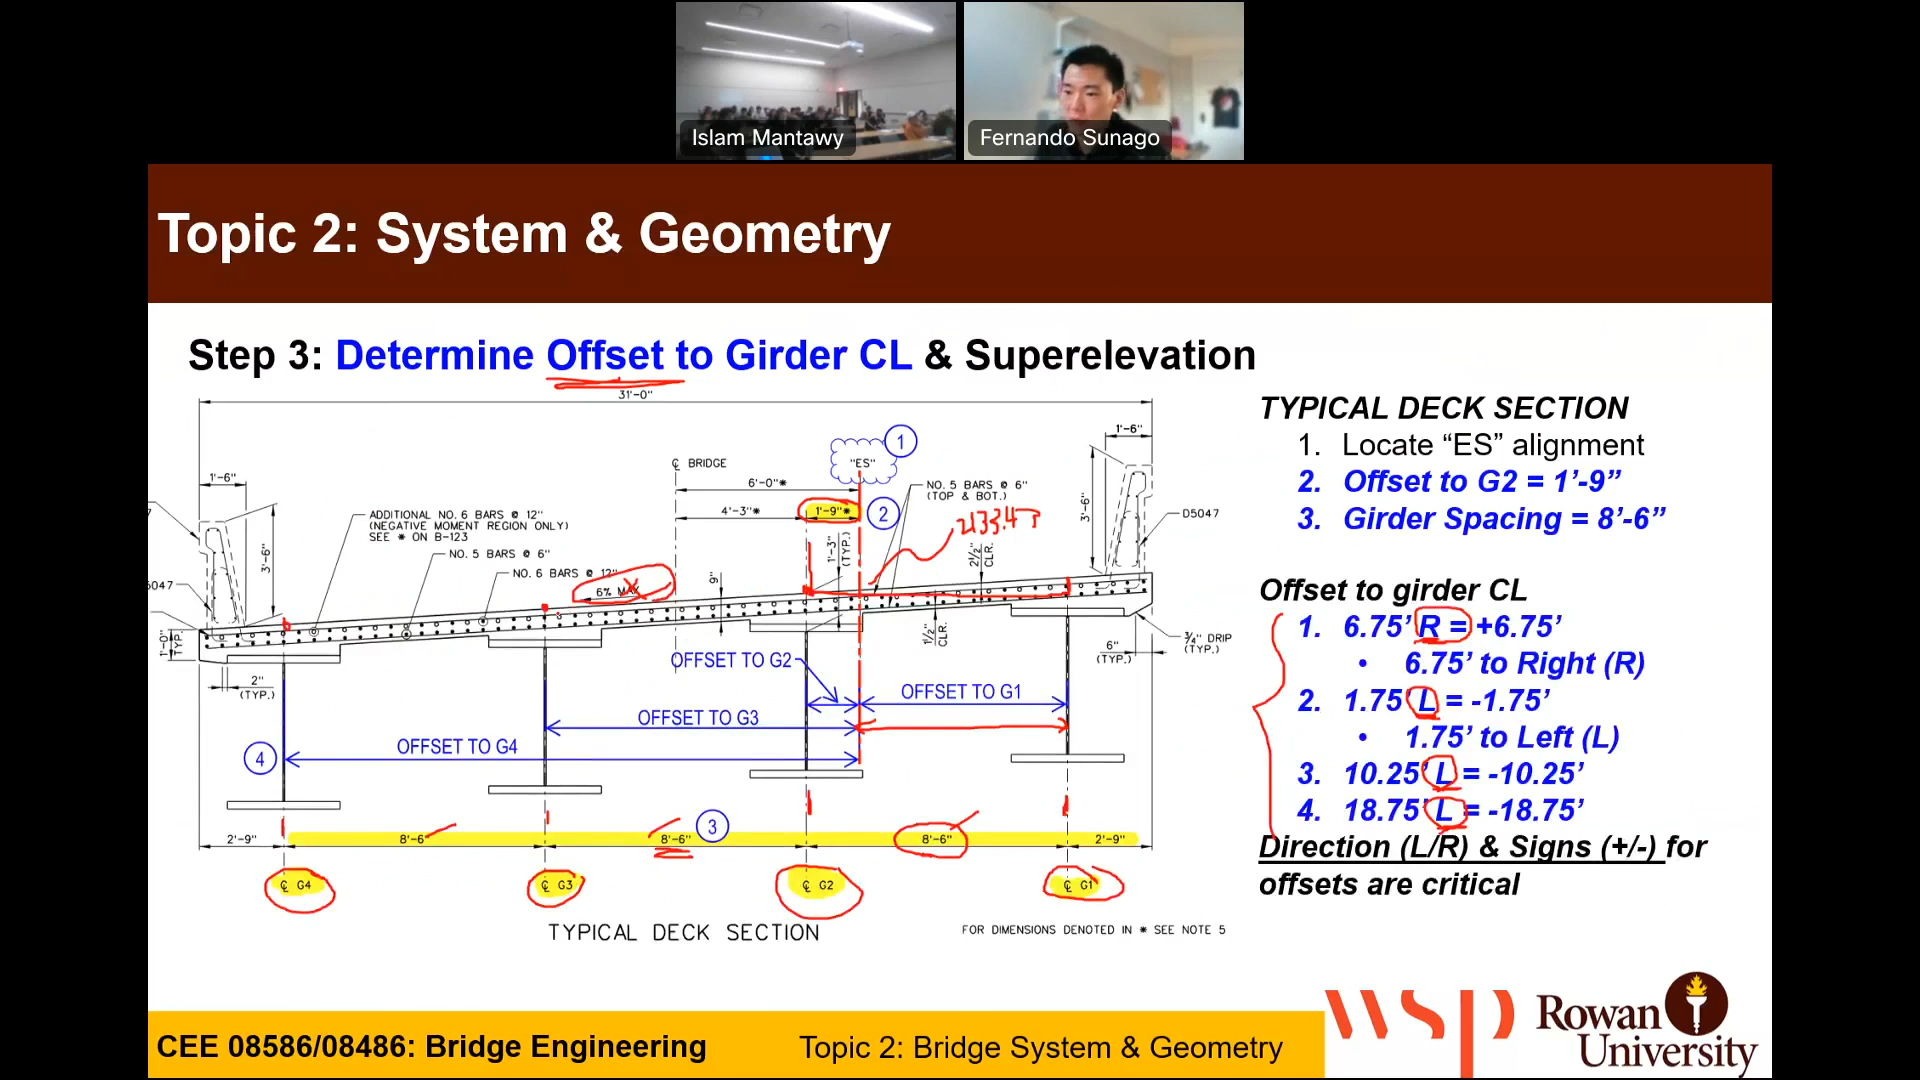 Islam Mantawy
Fernando Sunago
Topic 2: System & Geometry
Step 3: Determine Offset to Girder CL & Superelevation
31'-0"
1'-6"
1'-6"
℄ BRIDGE
"ES"
1
6'-0"*
4'-3"*
1'-9"*
2
NO. 5 BARS @ 6"
(TOP & BOT.)
ADDITIONAL NO. 6 BARS @ 12"
(NEGATIVE MOMENT REGION ONLY)
SEE * ON B-123
NO. 5 BARS @ 6"
NO. 6 BARS @ 12"
3'-6"
3'-6"
D5047
5047
6% MAX
9"
1'-3"
(TYP.)
2½"
CLR.
1½"
CLR.
1'-0"
TYP.
2"
(TYP.)
6"
(TYP.)
¾" DRIP
(TYP.)
OFFSET TO G2
OFFSET TO G1
OFFSET TO G3
OFFSET TO G4
4
3
2'-9"
8'-6"
8'-6"
8'-6"
2'-9"
℄ G4
℄ G3
℄ G2
℄ G1
TYPICAL DECK SECTION
FOR DIMENSIONS DENOTED IN * SEE NOTE 5
TYPICAL DECK SECTION
1. Locate “ES” alignment
2. Offset to G2 = 1’-9”
3. Girder Spacing = 8’-6”
Offset to girder CL
1. 6.75’ R = +6.75’
• 6.75’ to Right (R)
2. 1.75’ L = -1.75’
• 1.75’ to Left (L)
3. 10.25’ L = -10.25’
4. 18.75’ L = -18.75’
Direction (L/R) & Signs (+/-) for
offsets are critical
wsp
Rowan
University
CEE 08586/08486: Bridge Engineering
Topic 2: Bridge System & Geometry